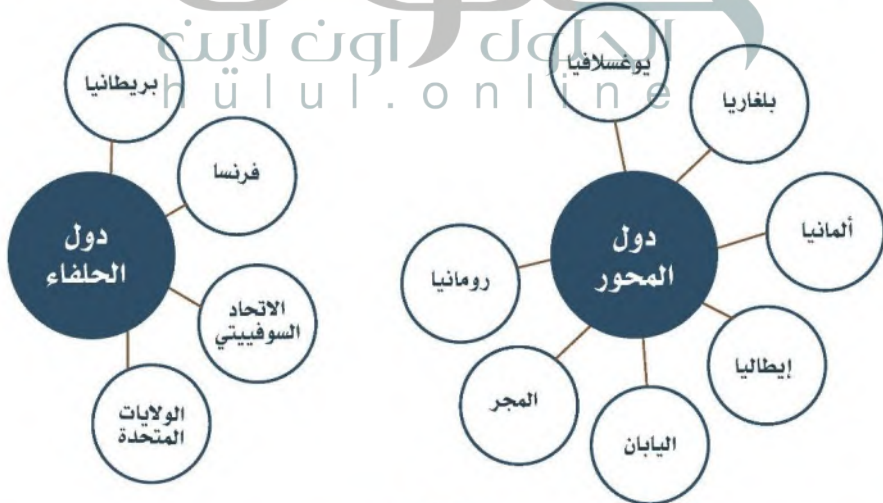 الحلول اون لاين
hulul.online
يوغسلافيا
بلغاريا
ألمانيا
إيطاليا
اليابان
المجر
رومانيا
دول
المحور
بريطانيا
فرنسا
الاتحاد
السوفييتي
الولايات
المتحدة
دول
الحلفاء